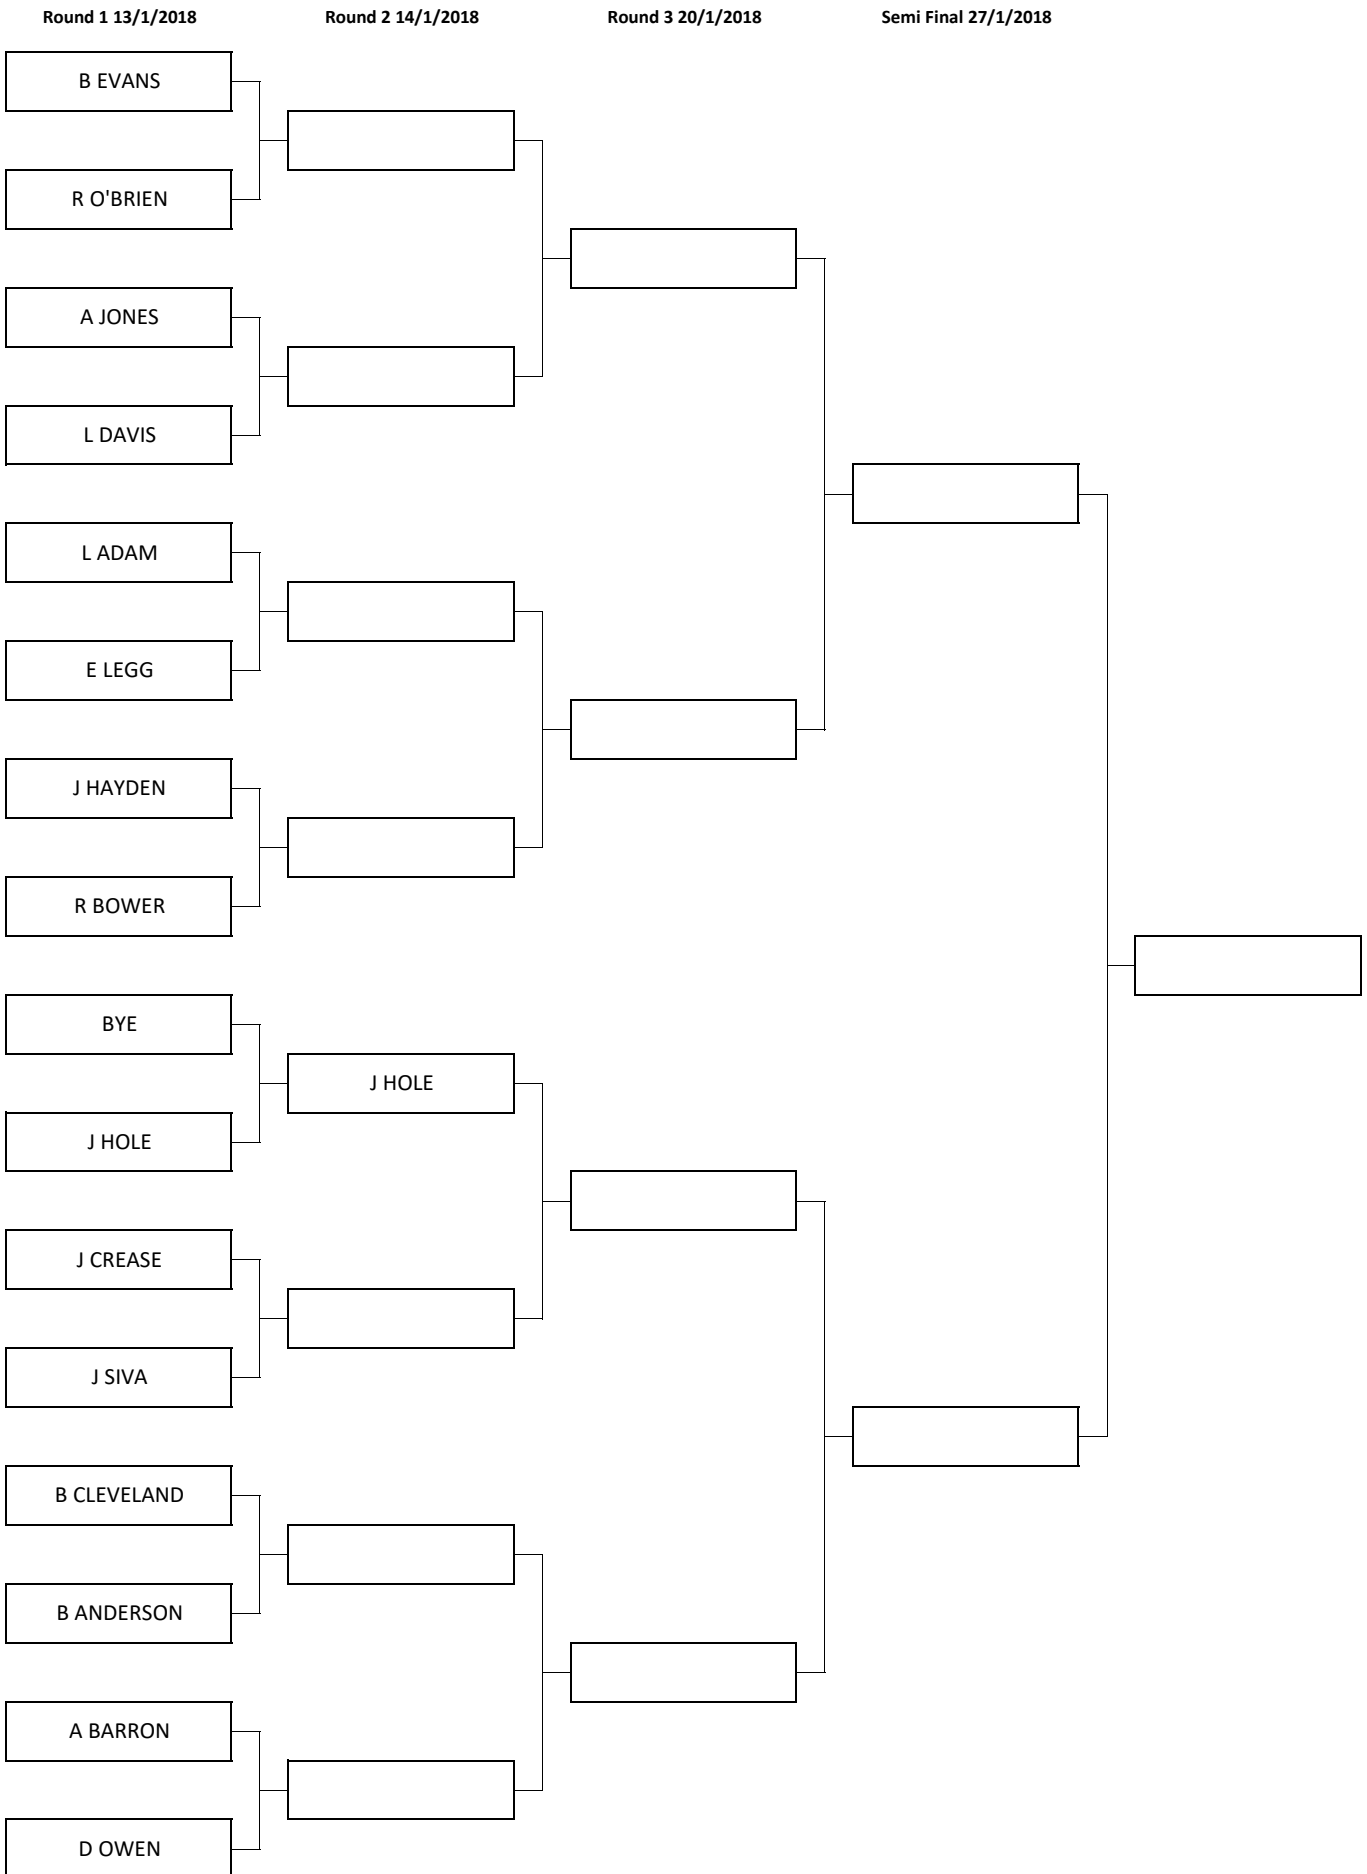 Round 1 13/1/2018
Round 2 14/1/2018
Round 3 20/1/2018
Semi Final 27/1/2018
B EVANS
R O'BRIEN
A JONES
L DAVIS
L ADAM
E LEGG
J HAYDEN
R BOWER
BYE
J HOLE
J HOLE
J CREASE
J SIVA
B CLEVELAND
B ANDERSON
A BARRON
D OWEN